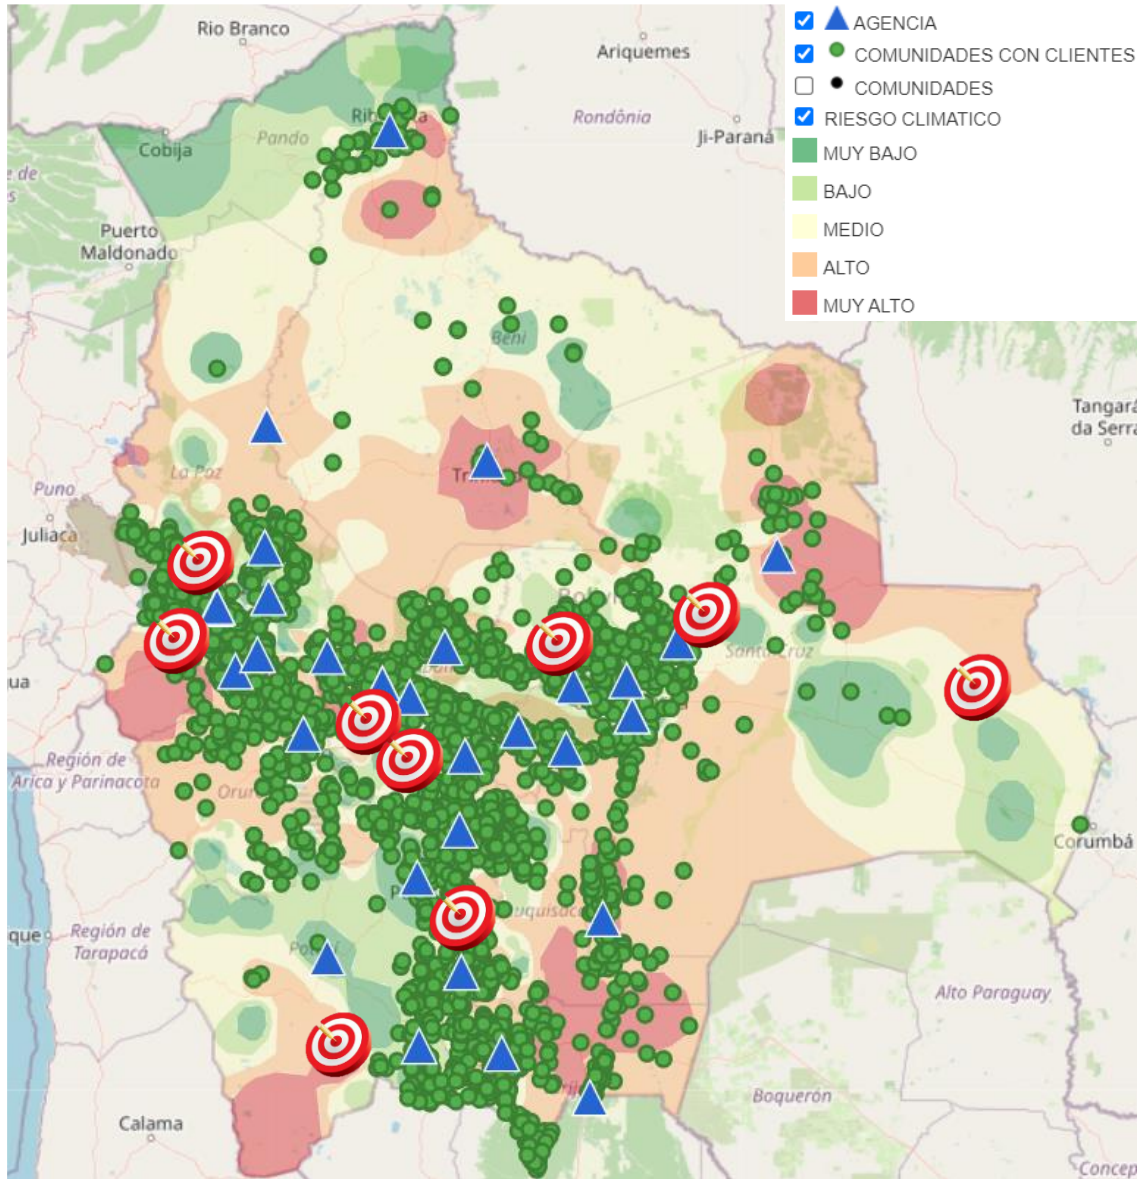 AGENCIA
COMUNIDADES CON CLIENTES
COMUNIDADES
RIESGO CLIMATICO
MUY BAJO
BAJO
MEDIO
ALTO
MUY ALTO
Rio Branco
Ariquemes
Rondônia
Ji-Paraná
Pando
Cobija
Puerto
Maldonado
Beni
Tangará
da Serra
La Paz
Puno
Juliaca
Santa Cruz
Región de
Arica y Parinacota
Corumbá
Región de
Tarapacá
Alto Paraguay
Boquerón
Calama